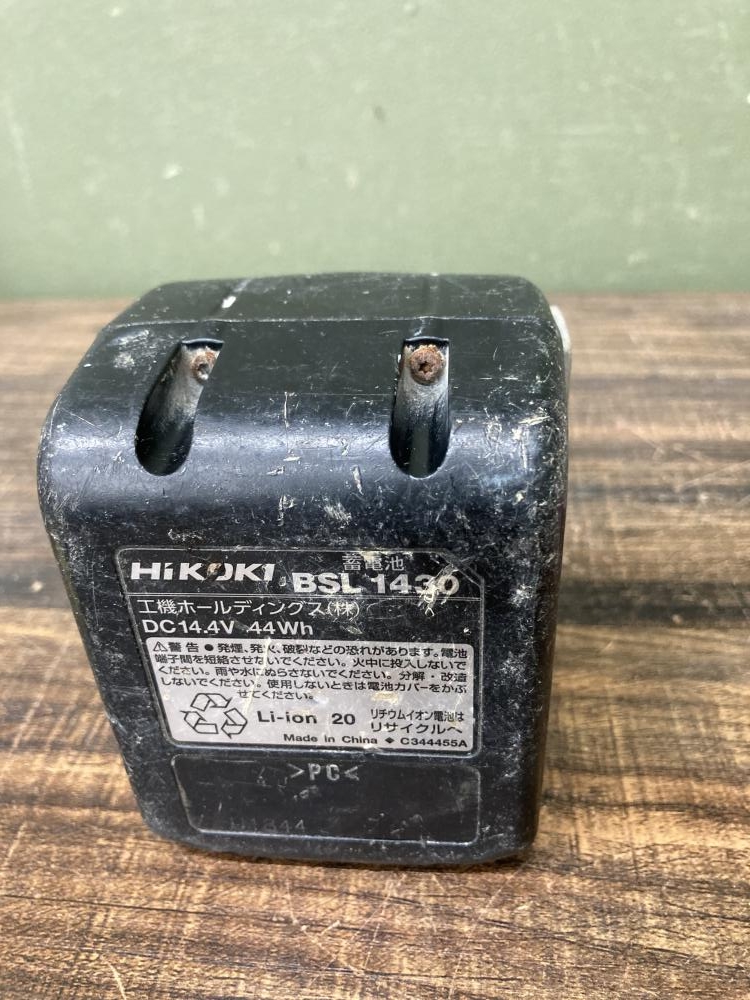 HiKOKI 蓄電池 BSL 1430
工機ホールディングス(株)
DC14.4V 44Wh
⚠警告 ●発煙、発火、破裂などの恐れがあります。電池
端子間を短絡させないでください。火中に投入しないで
ください。雨や水にぬらさないでください。分解・改造
しないでください。使用しないときは電池カバーをかぶ
せてください。
Li-ion 20 リチウムイオン電池は
リサイクルへ
Made in China ◆ C344455A
>PC<